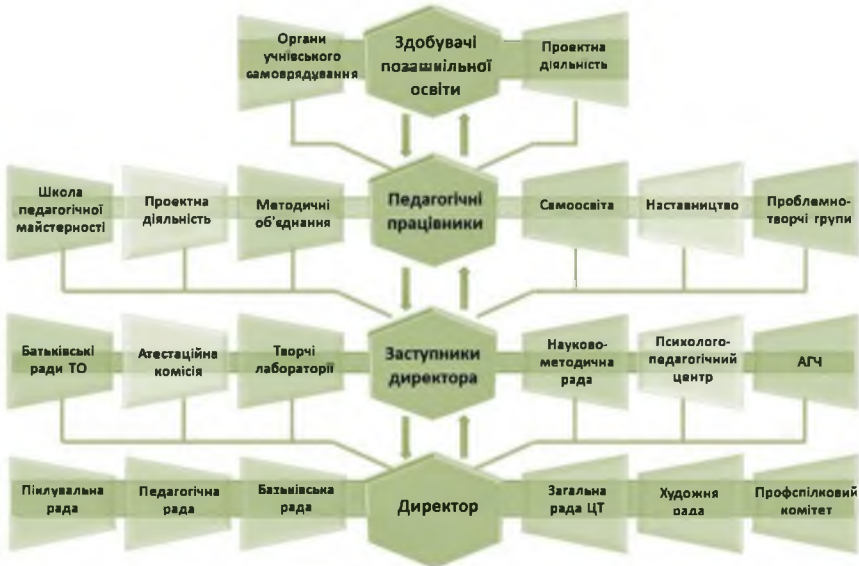 Органи
учнівського
самоврядування
Здобувачі
позашкільної
освіти
Проектна
діяльність
Школа
педагогічної
майстерності
Проектна
діяльність
Методичні
об'єднання
Педагогічні
працівники
Самоосвіта
Наставництво
Проблемно-
творчі групи
Батьківські
ради ТО
Атестаційна
комісія
Творчі
лабораторії
Заступники
директора
Науково-
методична
рада
Психолого-
педагогічний
центр
АГЧ
Піклувальна
рада
Педагогічна
рада
Батьківська
рада
Директор
Загальна
рада ЦТ
Художня
рада
Профспілковий
комітет